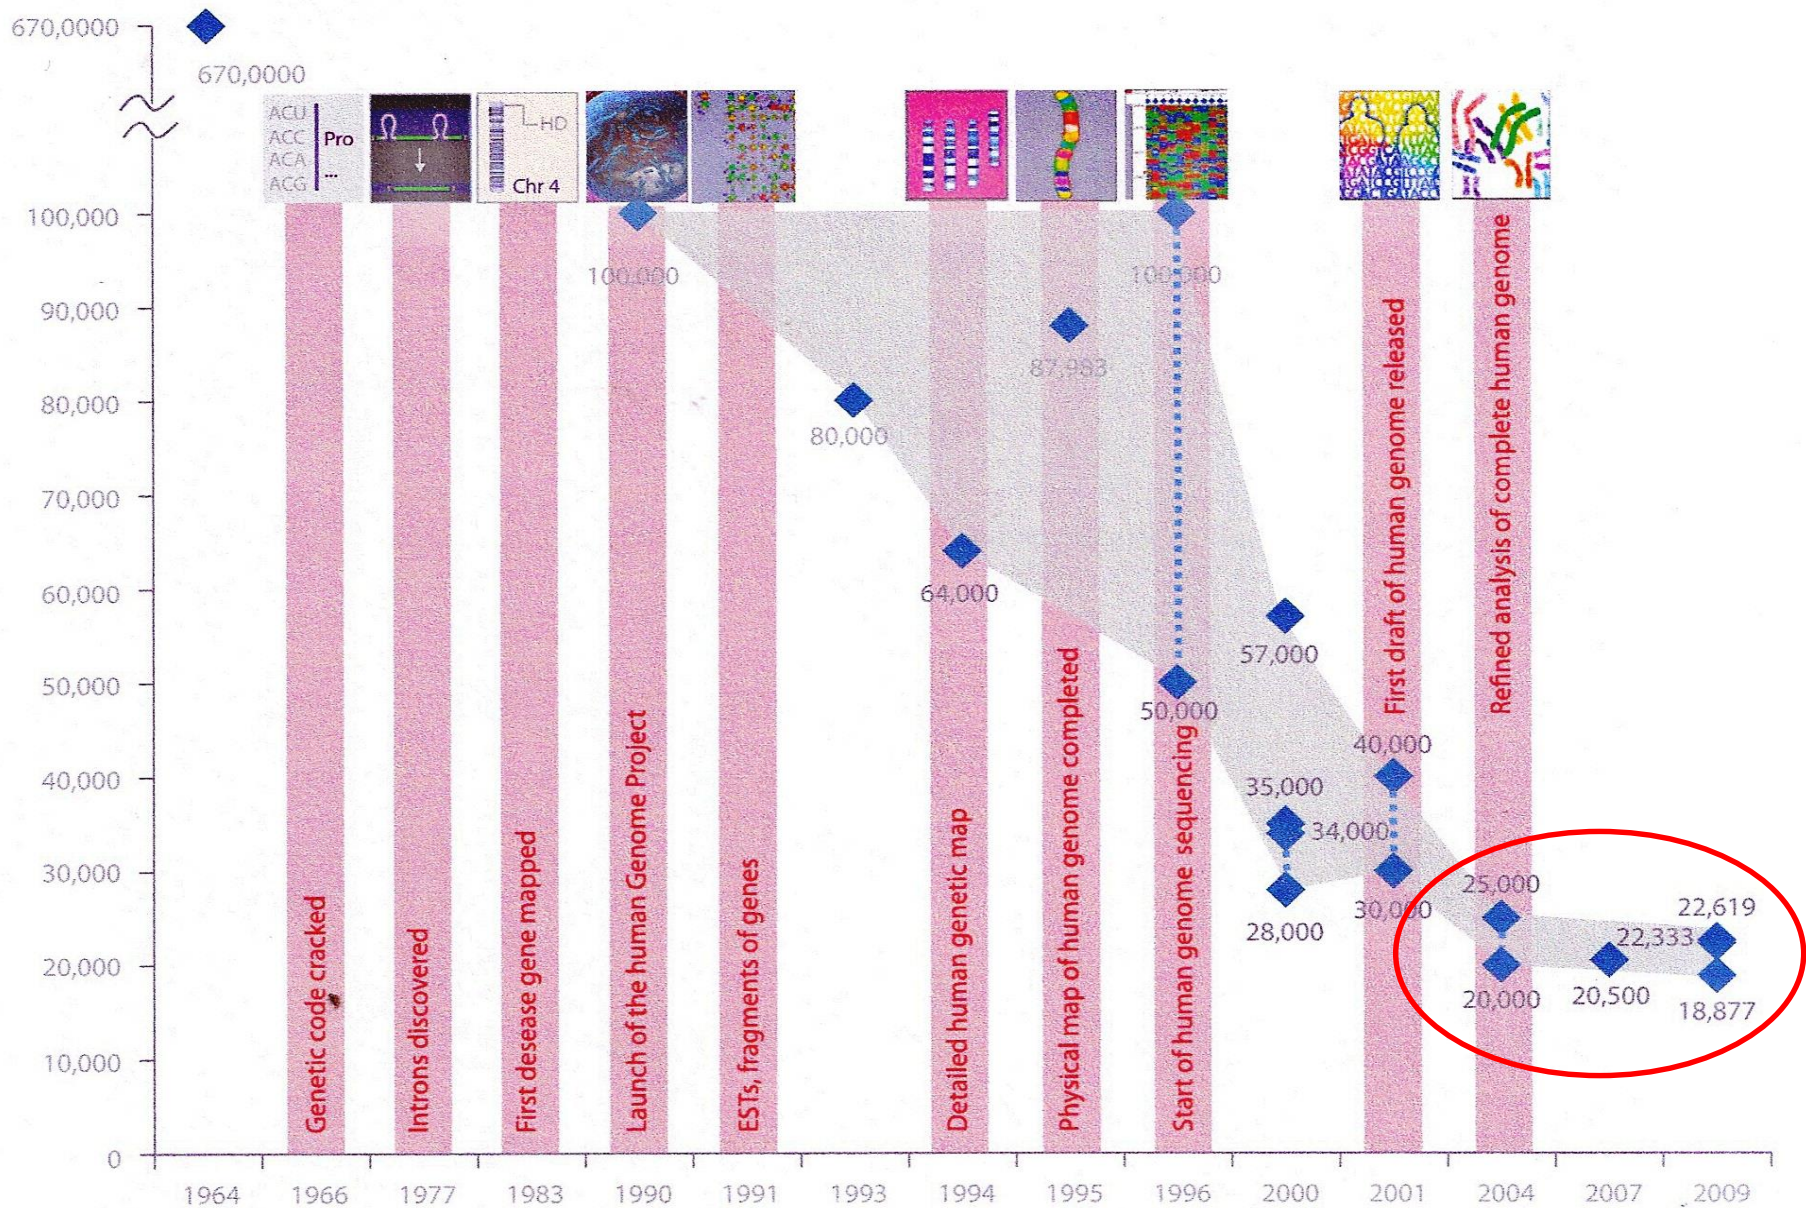 670,0000
670,0000
ACU
ACC
ACA
ACG
Pro
...
HD
Chr 4
100,000
90,000
80,000
70,000
60,000
50,000
40,000
30,000
20,000
10,000
0
100,000
100,000
87,983
80,000
64,000
57,000
50,000
40,000
35,000
34,000
30,000
28,000
25,000
22,619
22,333
20,000
20,500
18,877
Genetic code cracked
Introns discovered
First desease gene mapped
Launch of the human Genome Project
ESTs, fragments of genes
Detailed human genetic map
Physical map of human genome completed
Start of human genome sequencing
First draft of human genome released
Refined analysis of complete human genome
1964 1966 1977 1983 1990 1991 1993 1994 1995 1996 2000 2001 2004 2007 2009